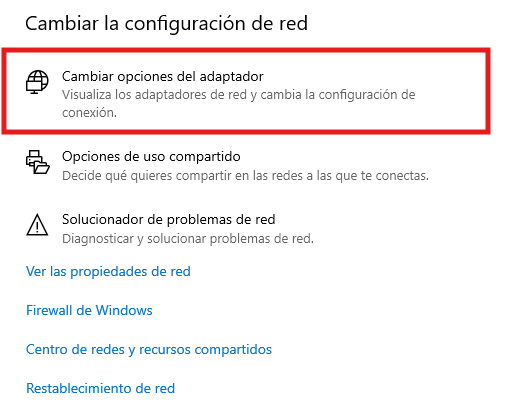 Cambiar la configuración de red
Cambiar opciones del adaptador
Visualiza los adaptadores de red y cambia la configuración de
conexión.
Opciones de uso compartido
Decide qué quieres compartir en las redes a las que te conectas.
Solucionador de problemas de red
Diagnosticar y solucionar problemas de red.
Ver las propiedades de red
Firewall de Windows
Centro de redes y recursos compartidos
Restablecimiento de red